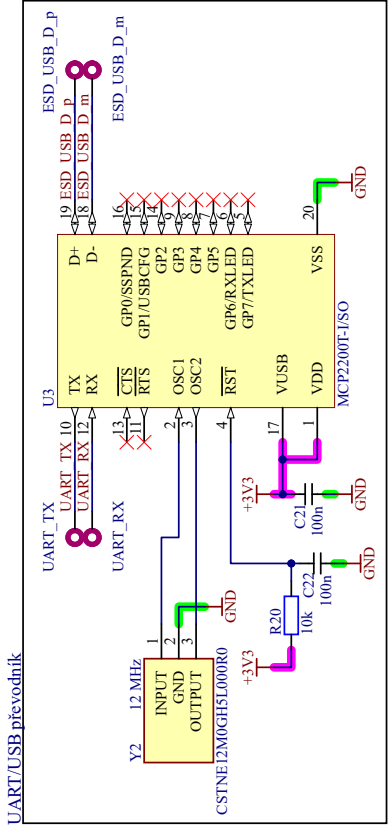 UART/USB převodník
UART_TX
UART_TX
10
UART_RX
12
UART_RX
U3
TX
RX
CTS
RTS
OSC1
OSC2
RST
VUSB
VDD
D+
D-
GP0/SSPND
GP1/USBCFG
GP2
GP3
GP4
GP5
GP6/RXLED
GP7/TXLED
VSS
MCP2200T-I/SO
13
11
2
3
4
17
1
19
18
16
15
14
9
8
7
6
5
20
ESD_USB_D_p
ESD_USB_D_p
ESD_USB_D_m
ESD_USB_D_m
Y2
12 MHz
INPUT
GND
OUTPUT
1
2
3
CSTNE12M0GH5L000R0
GND
+3V3
R20
10k
C22
100n
GND
+3V3
C21
100n
GND
GND